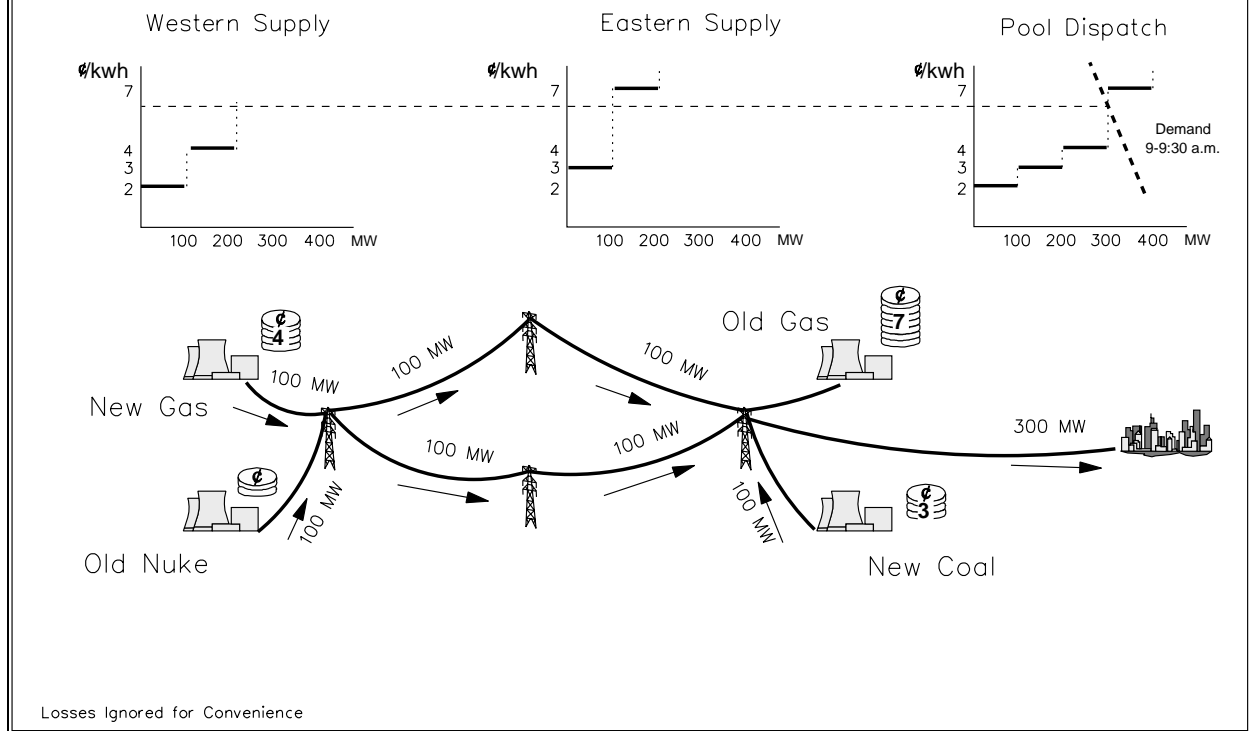 Western Supply
Eastern Supply
Pool Dispatch
¢/kwh
7
4
3
2
100 200 300 400 MW
¢/kwh
7
4
3
2
100 200 300 400 MW
¢/kwh
7
4
3
2
100 200 300 400 MW
Demand
9-9:30 a.m.
¢
4
New Gas
100 MW
100 MW
100 MW
Old Gas
¢
7
100 MW
100 MW
300 MW
¢
Old Nuke
100 MW
100 MW
¢
3
New Coal
Losses Ignored for Convenience